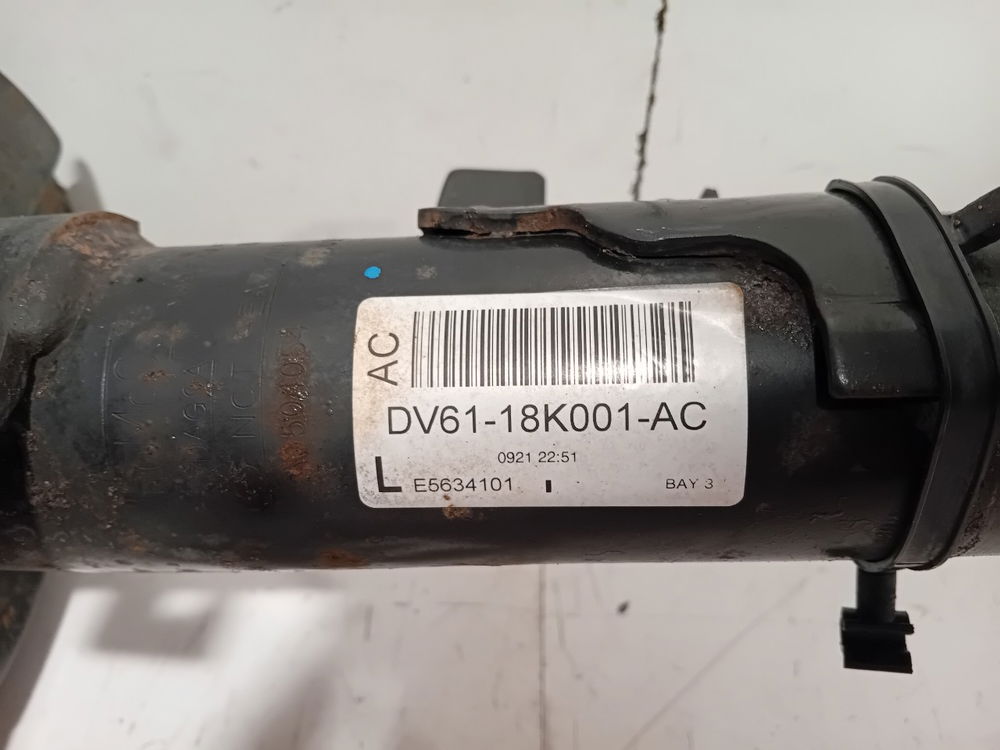 AC
DV61-18K001-AC
0921 22:51
L E5634101 BAY 3